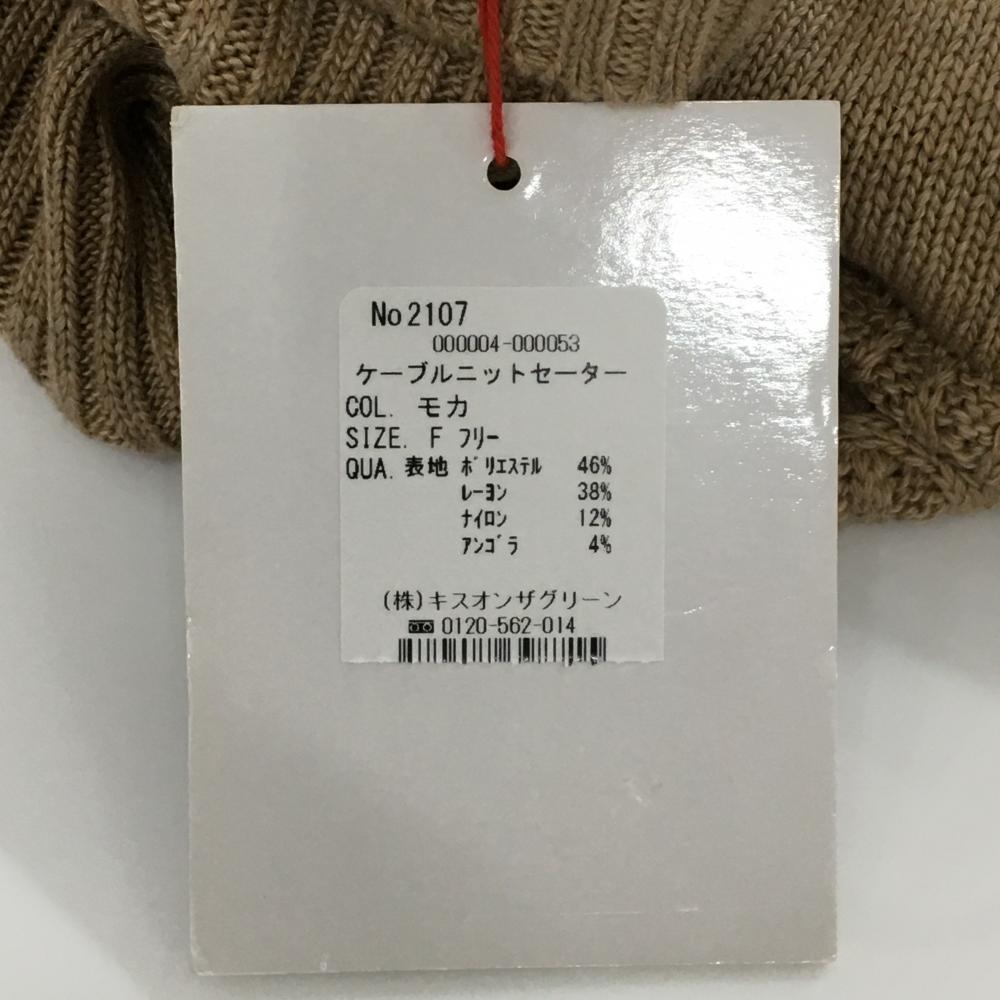 No2107
000004-000053
ケーブルニットセーター
COL. モカ
SIZE. F フリー
QUA. 表地 ﾎﾟﾘｴｽﾃﾙ 46%
ﾚｰﾖﾝ 38%
ﾅｲﾛﾝ 12%
ｱﾝｺﾞﾗ 4%
(株)キスオンザグリーン
0120-562-014